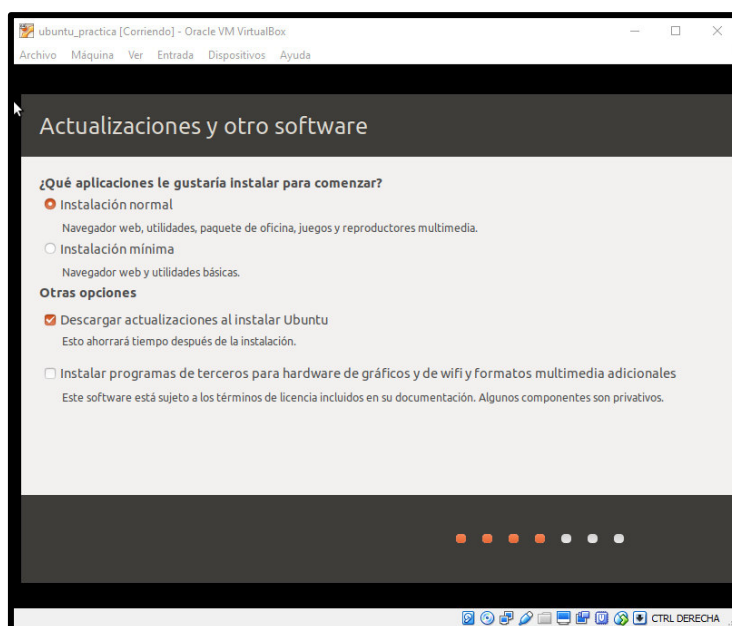 ubuntu_practica [Corriendo] - Oracle VM VirtualBox
Archivo Máquina Ver Entrada Dispositivos Ayuda
Actualizaciones y otro software
¿Qué aplicaciones le gustaría instalar para comenzar?
Instalación normal
Navegador web, utilidades, paquete de oficina, juegos y reproductores multimedia.
Instalación mínima
Navegador web y utilidades básicas.
Otras opciones
Descargar actualizaciones al instalar Ubuntu
Esto ahorrará tiempo después de la instalación.
Instalar programas de terceros para hardware de gráficos y de wifi y formatos multimedia adicionales
Este software está sujeto a los términos de licencia incluidos en su documentación. Algunos componentes son privativos.
CTRL DERECHA